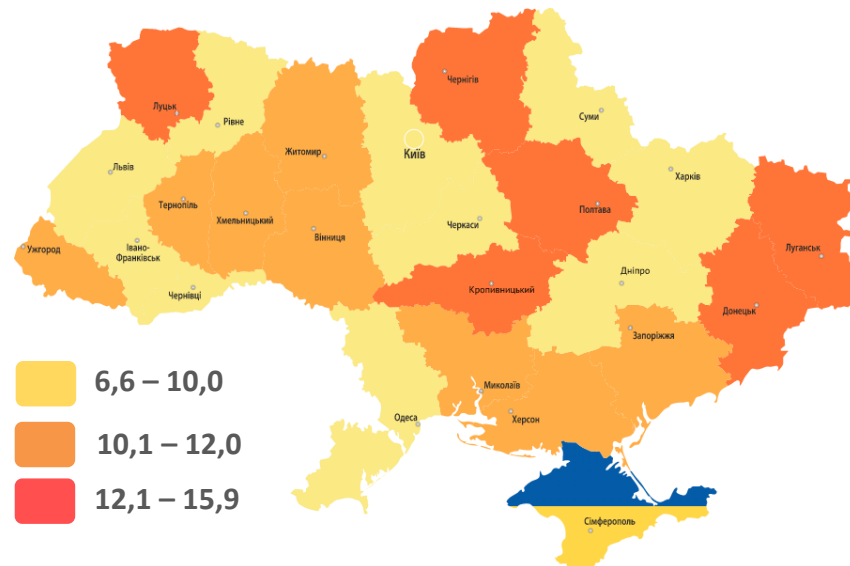 Чернігів
Луцьк
Рівне
Суми
Житомир
Київ
Львів
Харків
Тернопіль
Хмельницький
Вінниця
Черкаси
Полтава
Ужгород
Івано-
Франківськ
Луганськ
Чернівці
Кропивницький
Дніпро
Донецьк
Запоріжжя
6,6 – 10,0
Миколаїв
Одеса
Херсон
10,1 – 12,0
12,1 – 15,9
Сімферополь